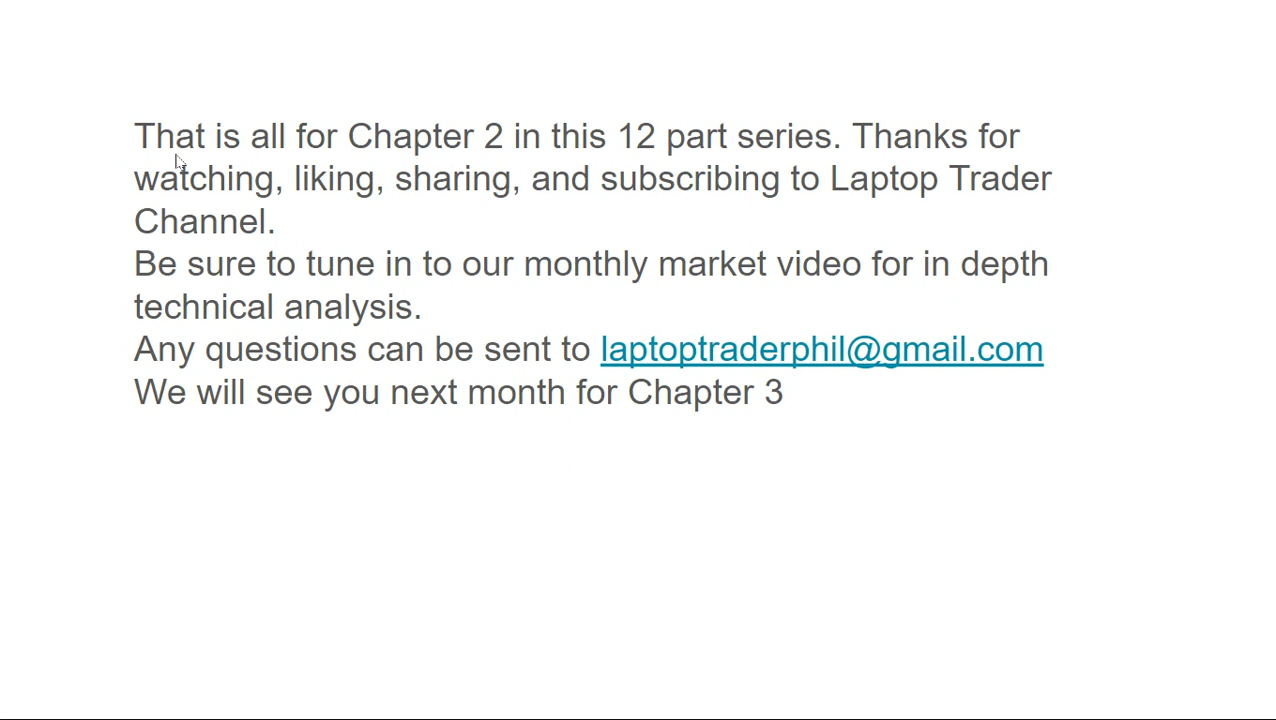 That is all for Chapter 2 in this 12 part series. Thanks for
watching, liking, sharing, and subscribing to Laptop Trader
Channel.
Be sure to tune in to our monthly market video for in depth
technical analysis.
Any questions can be sent to laptoptraderphil@gmail.com
We will see you next month for Chapter 3